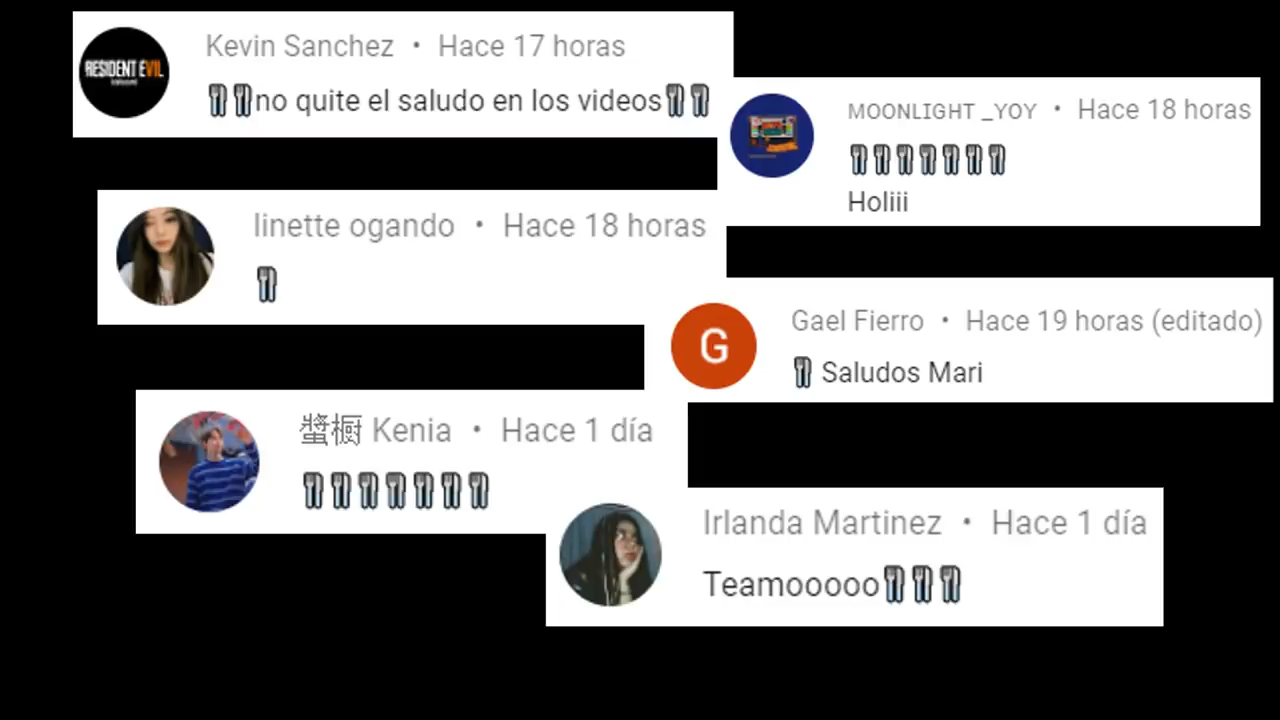 RESIDENT EVIL
Kevin Sanchez • Hace 17 horas
🍴🍴no quite el saludo en los videos🍴🍴
MOONLIGHT _YOY • Hace 18 horas
🍴🍴🍴🍴🍴🍴🍴
Holiii
linette ogando • Hace 18 horas
🍴
G
Gael Fierro • Hace 19 horas (editado)
🍴 Saludos Mari
Kenia • Hace 1 día
🍴🍴🍴🍴🍴🍴🍴
Irlanda Martinez • Hace 1 día
Teamooooo🍴🍴🍴